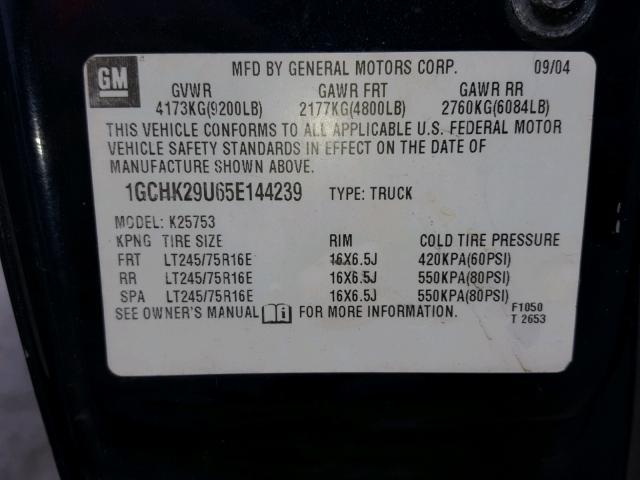 GM
MFD BY GENERAL MOTORS CORP. 09/04
GVWR GAWR FRT GAWR RR
4173KG(9200LB) 2177KG(4800LB) 2760KG(6084LB)
THIS VEHICLE CONFORMS TO ALL APPLICABLE U.S. FEDERAL MOTOR
VEHICLE SAFETY STANDARDS IN EFFECT ON THE DATE OF
MANUFACTURE SHOWN ABOVE.
1GCHK29U65E144239 TYPE: TRUCK
MODEL: K25753
KPNG TIRE SIZE RIM COLD TIRE PRESSURE
FRT LT245/75R16E 16X6.5J 420KPA(60PSI)
RR LT245/75R16E 16X6.5J 550KPA(80PSI)
SPA LT245/75R16E 16X6.5J 550KPA(80PSI)
SEE OWNER'S MANUAL i FOR MORE INFORMATION. F1050
T 2653